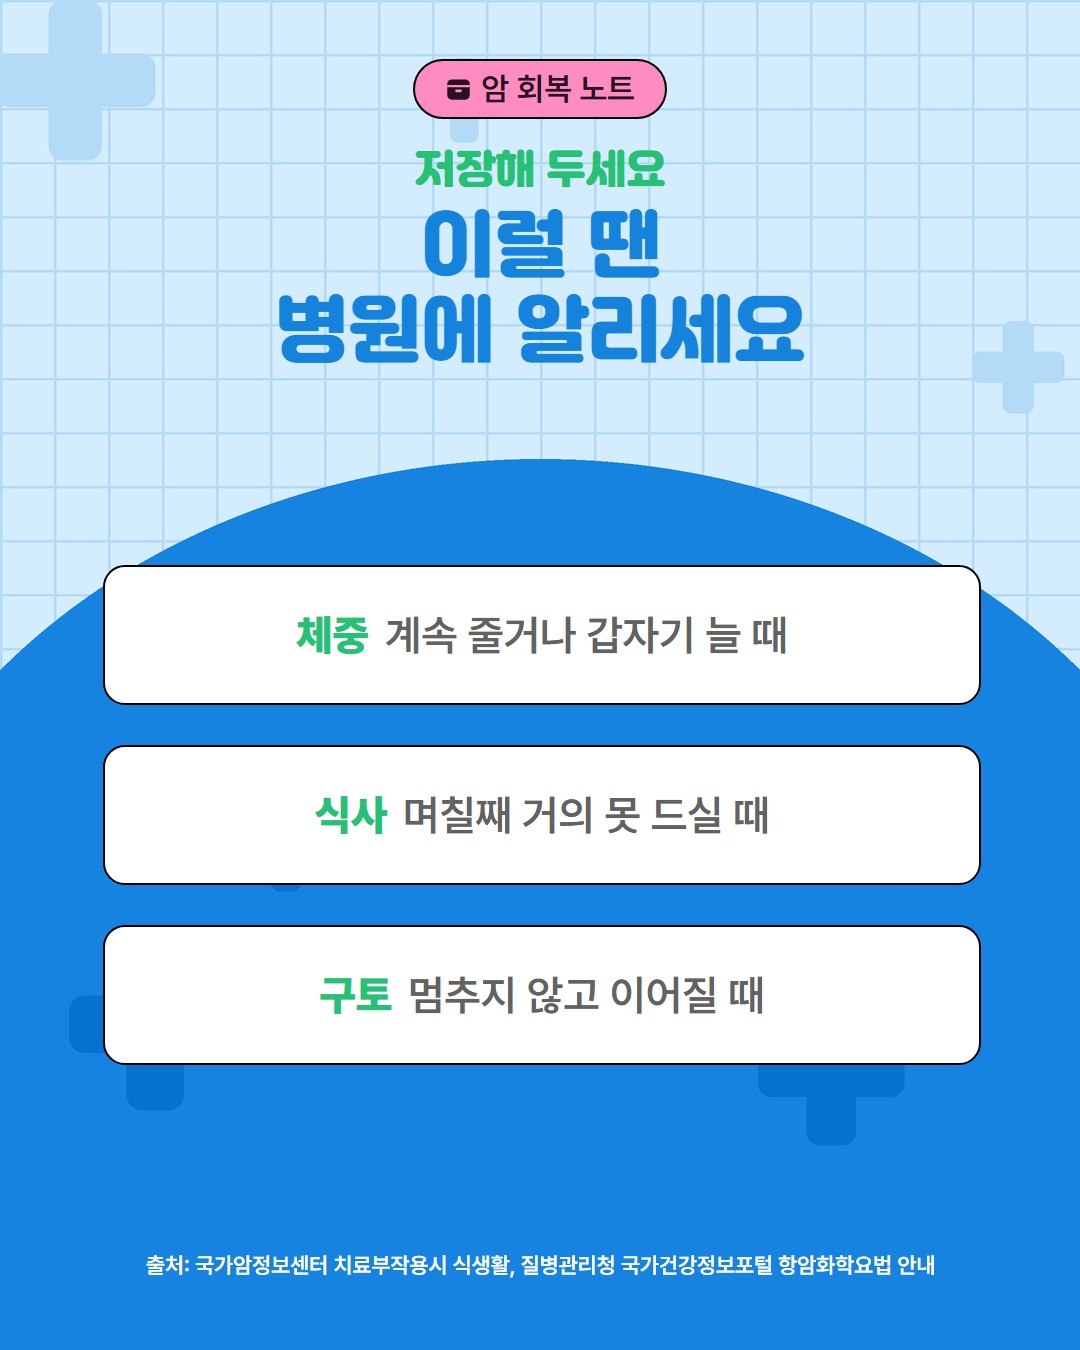 암 회복 노트
저장해 두세요
이럴 땐
병원에 알리세요
체중 계속 줄거나 갑자기 늘 때
식사 며칠째 거의 못 드실 때
구토 멈추지 않고 이어질 때
출처: 국가암정보센터 치료부작용시 식생활, 질병관리청 국가건강정보포털 항암화학요법 안내